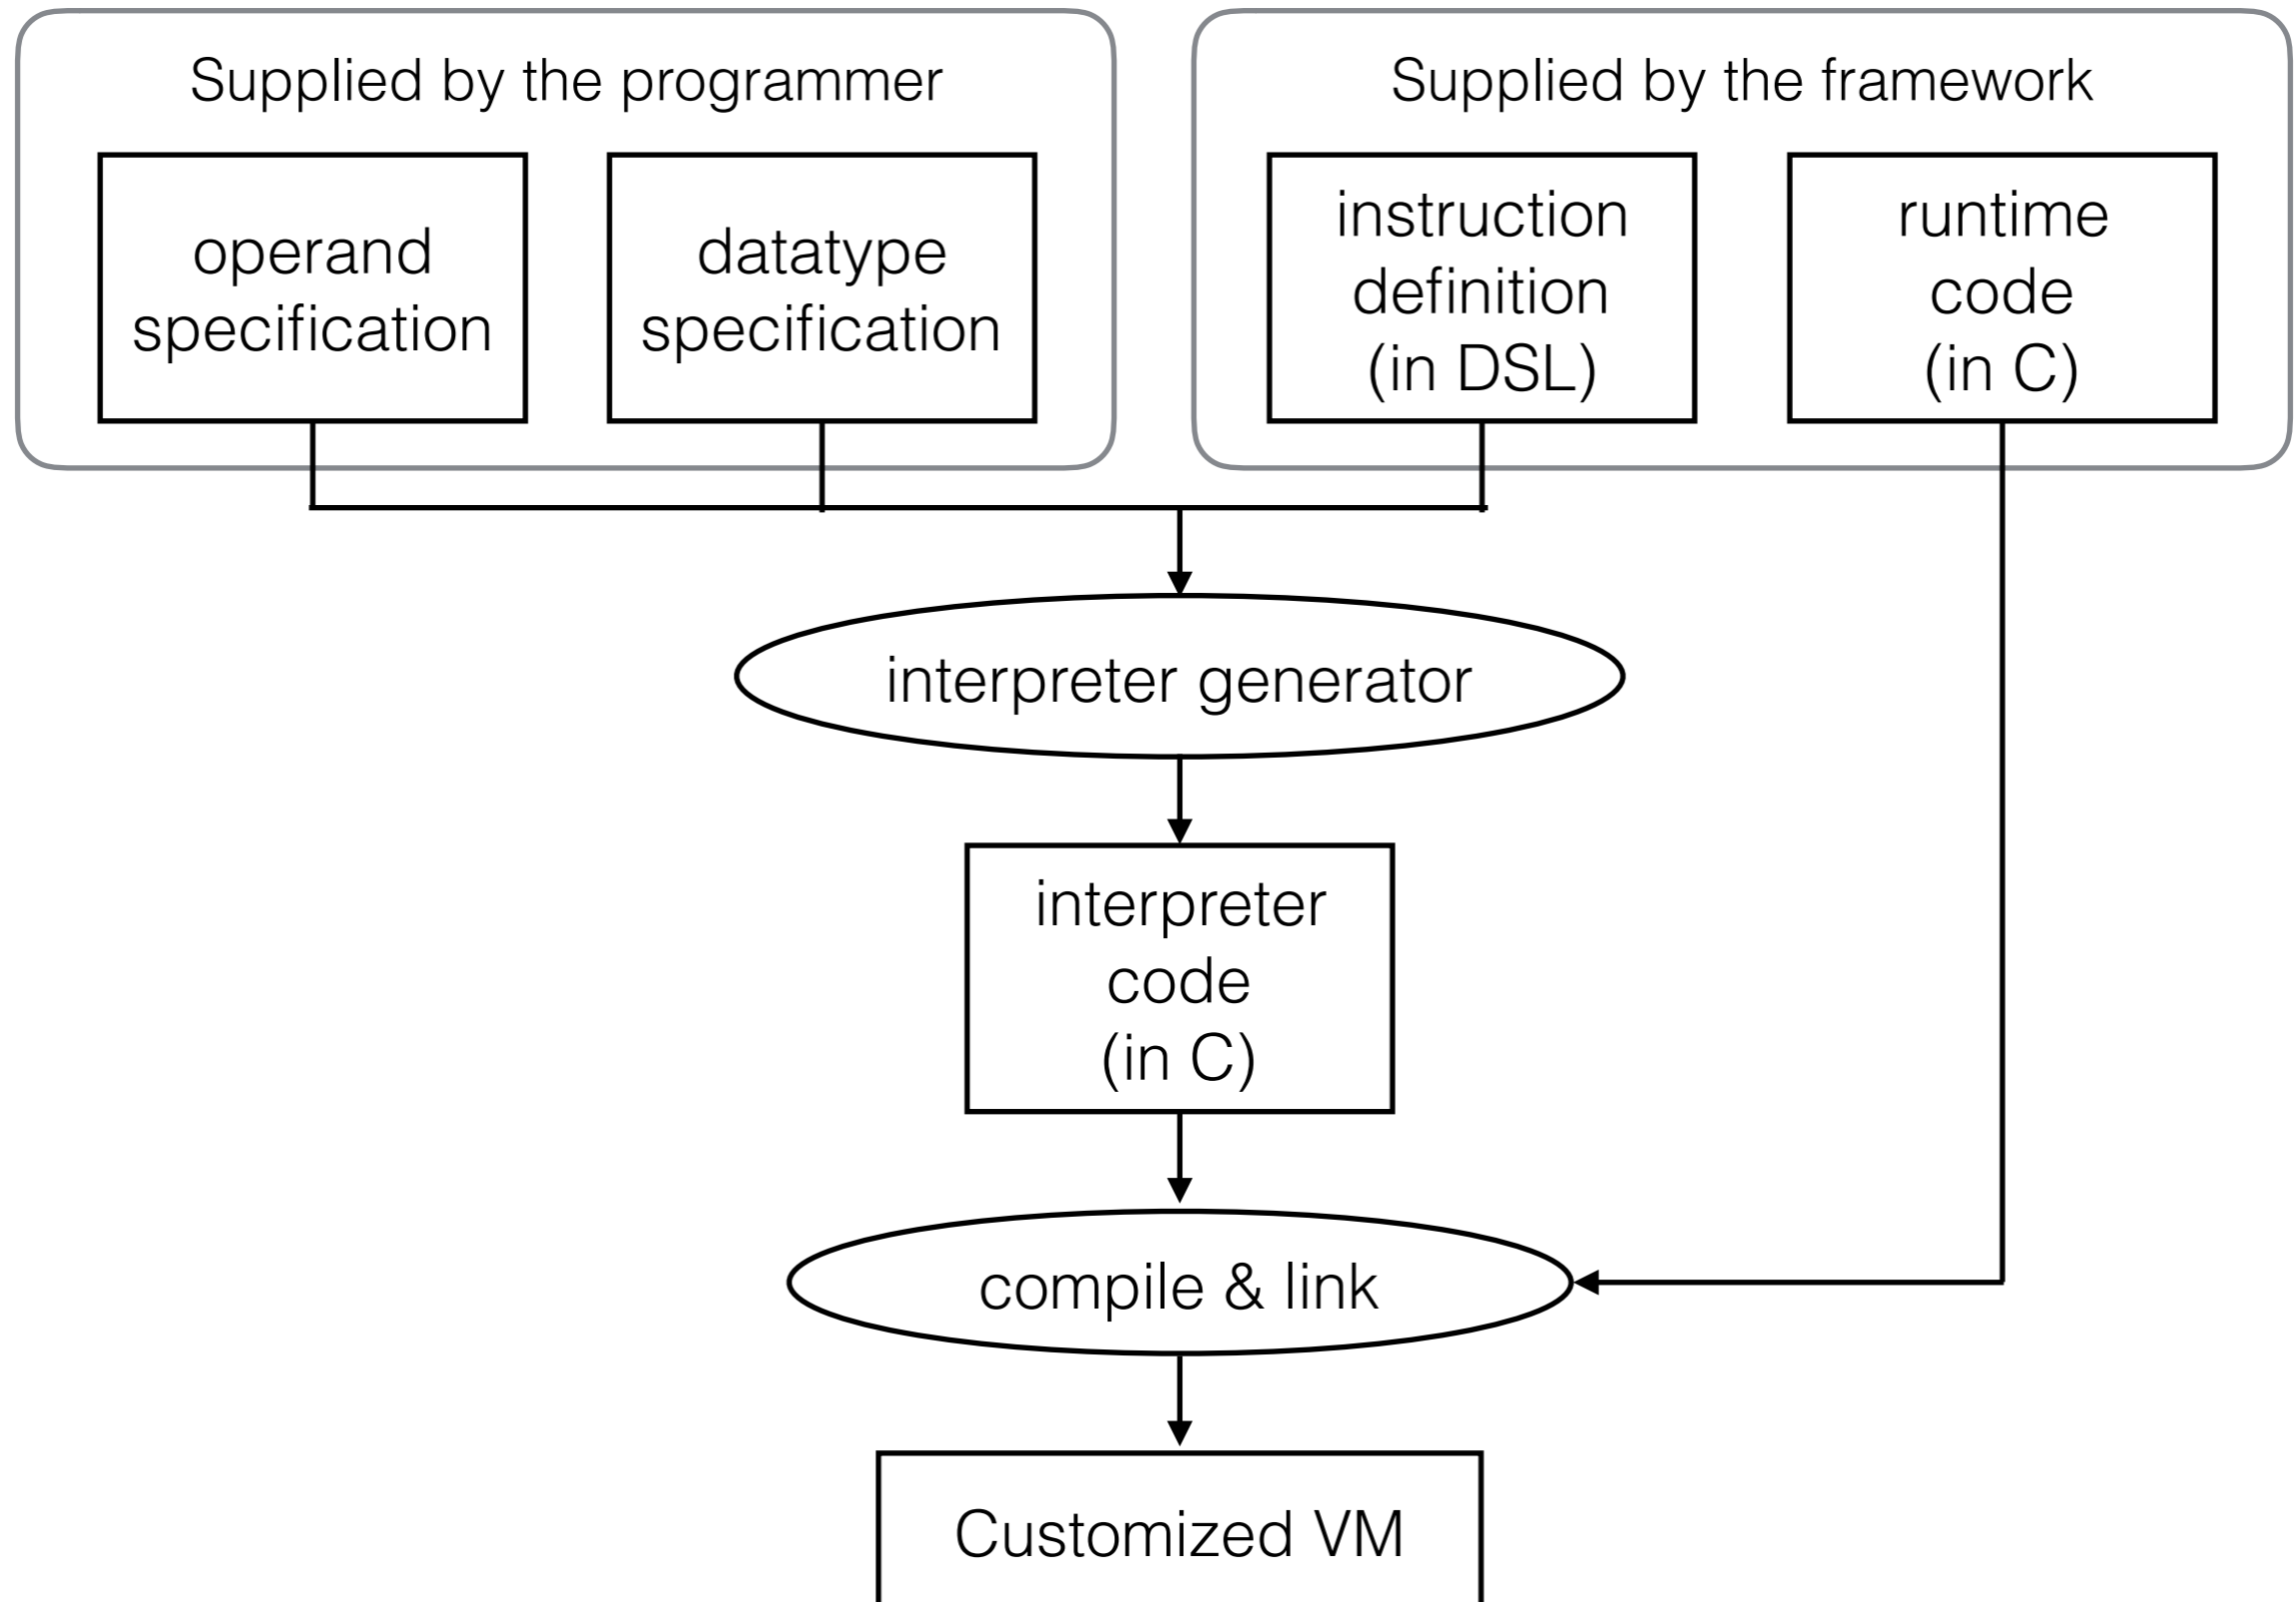 Supplied by the programmer
operand
specification
datatype
specification
Supplied by the framework
instruction
definition
(in DSL)
runtime
code
(in C)
interpreter generator
interpreter
code
(in C)
compile & link
Customized VM